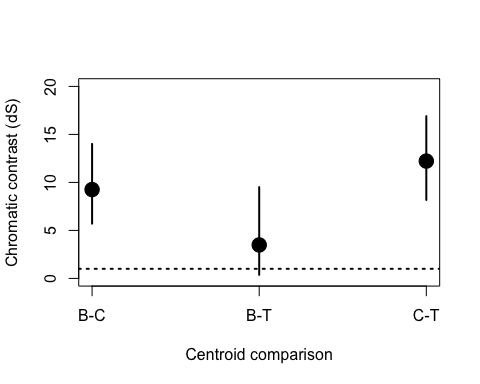 Chromatic contrast (dS)
20
15
10
5
0
B-C
B-T
C-T
Centroid comparison